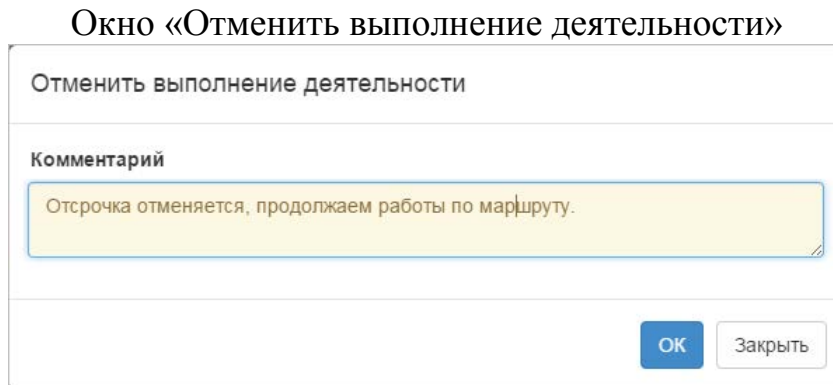 Окно «Отменить выполнение деятельности»
Отменить выполнение деятельности
Комментарий
Отсрочка отменяется, продолжаем работы по маршруту.
ОК Закрыть